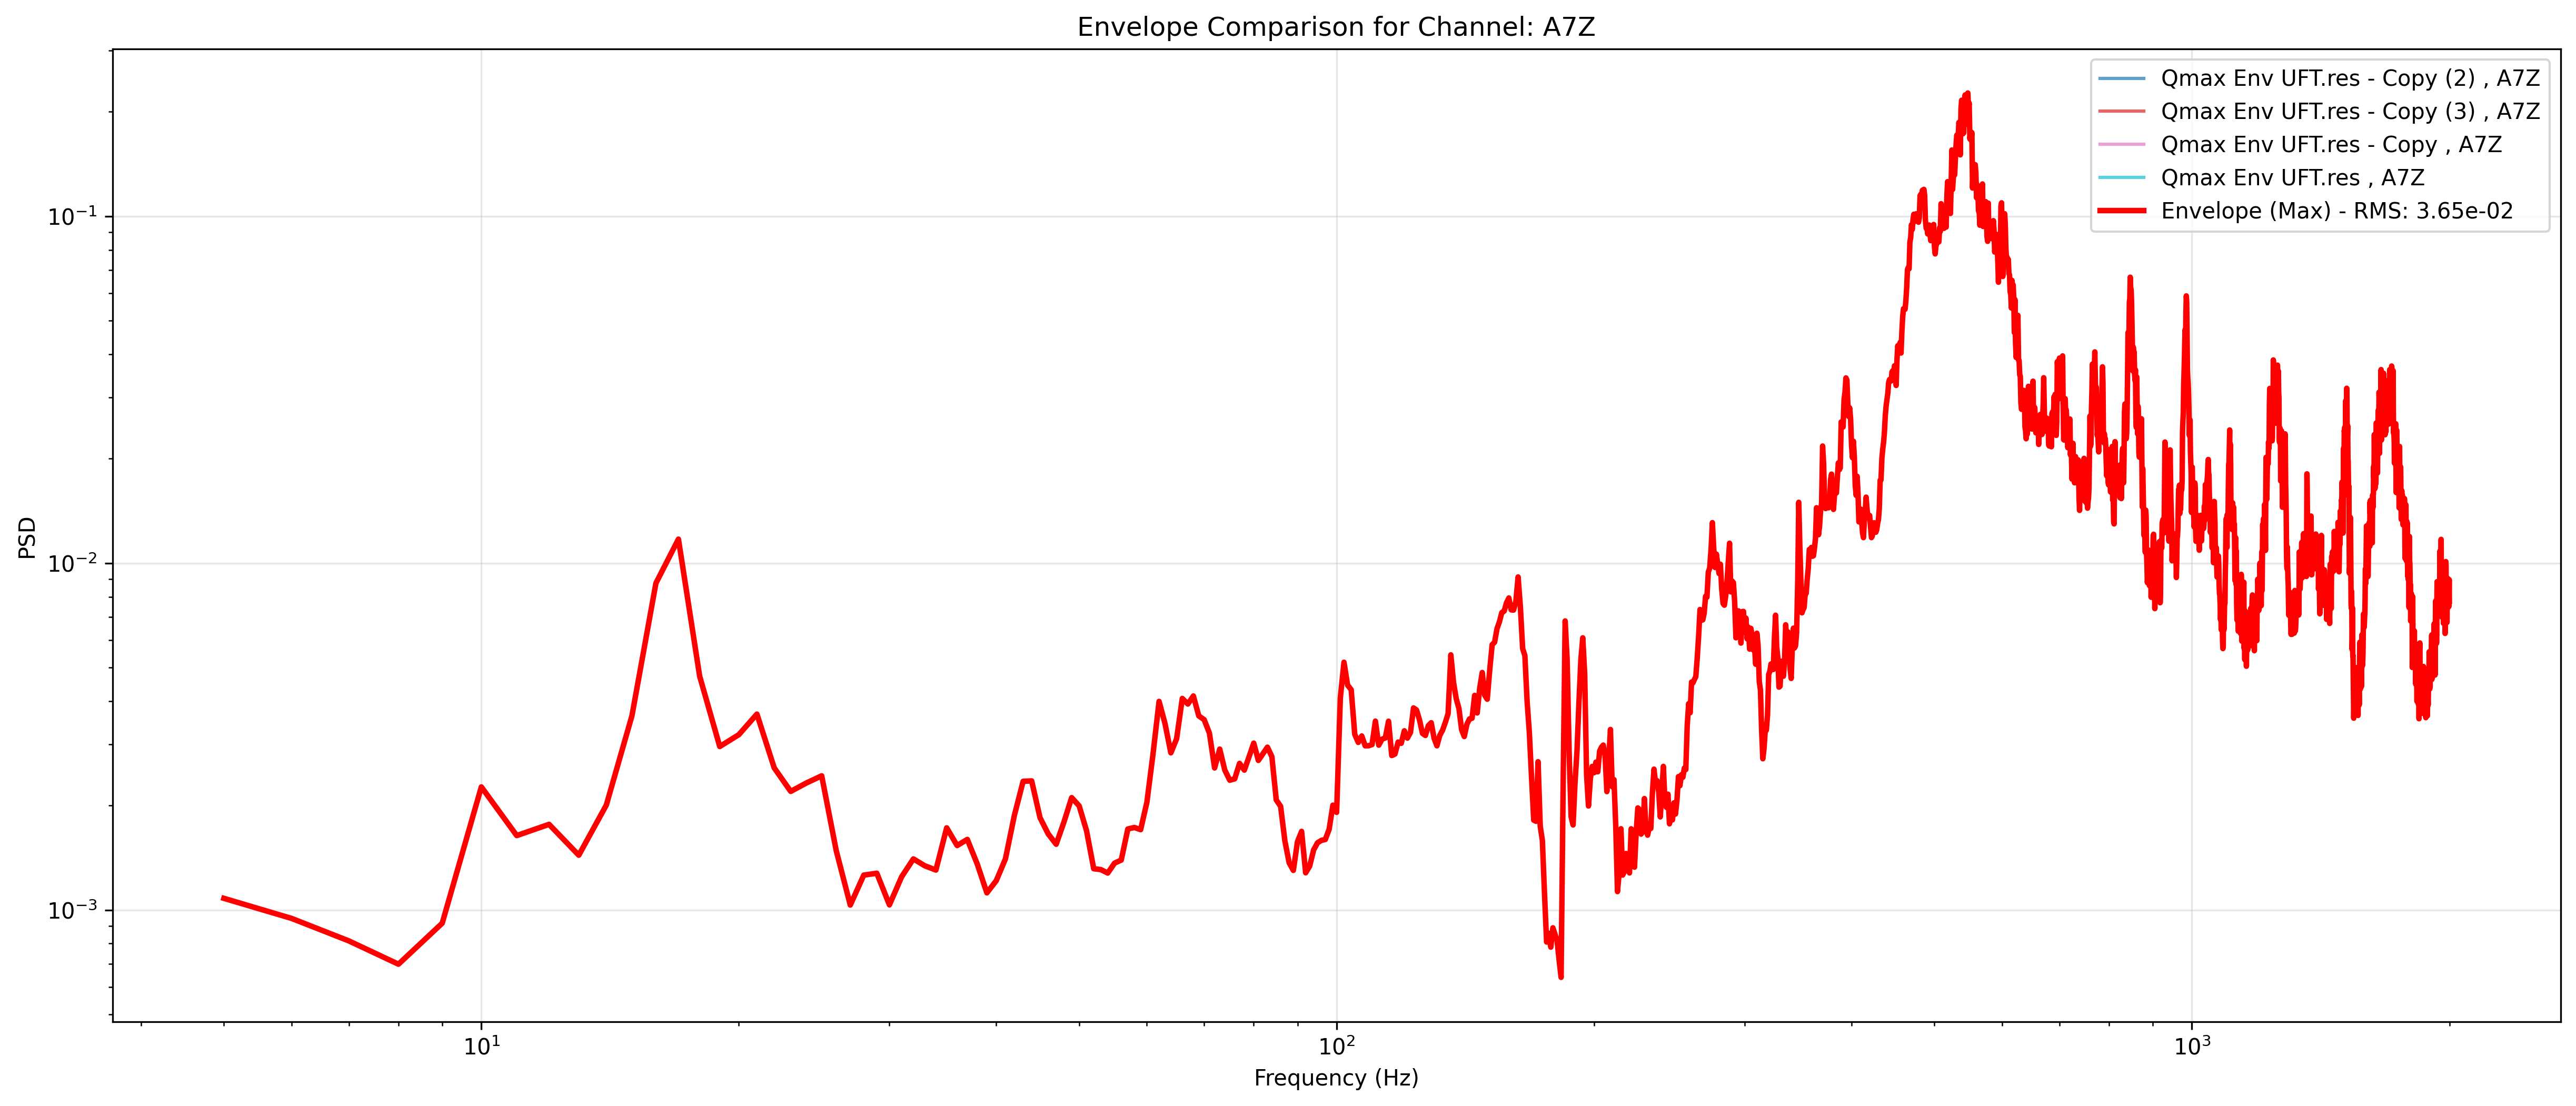 Envelope Comparison for Channel: A7Z
Qmax Env UFT.res - Copy (2) , A7Z
Qmax Env UFT.res - Copy (3) , A7Z
Qmax Env UFT.res - Copy , A7Z
Qmax Env UFT.res , A7Z
Envelope (Max) - RMS: 3.65e-02
PSD
10⁻¹
10⁻²
10⁻³
10¹
10²
10³
Frequency (Hz)